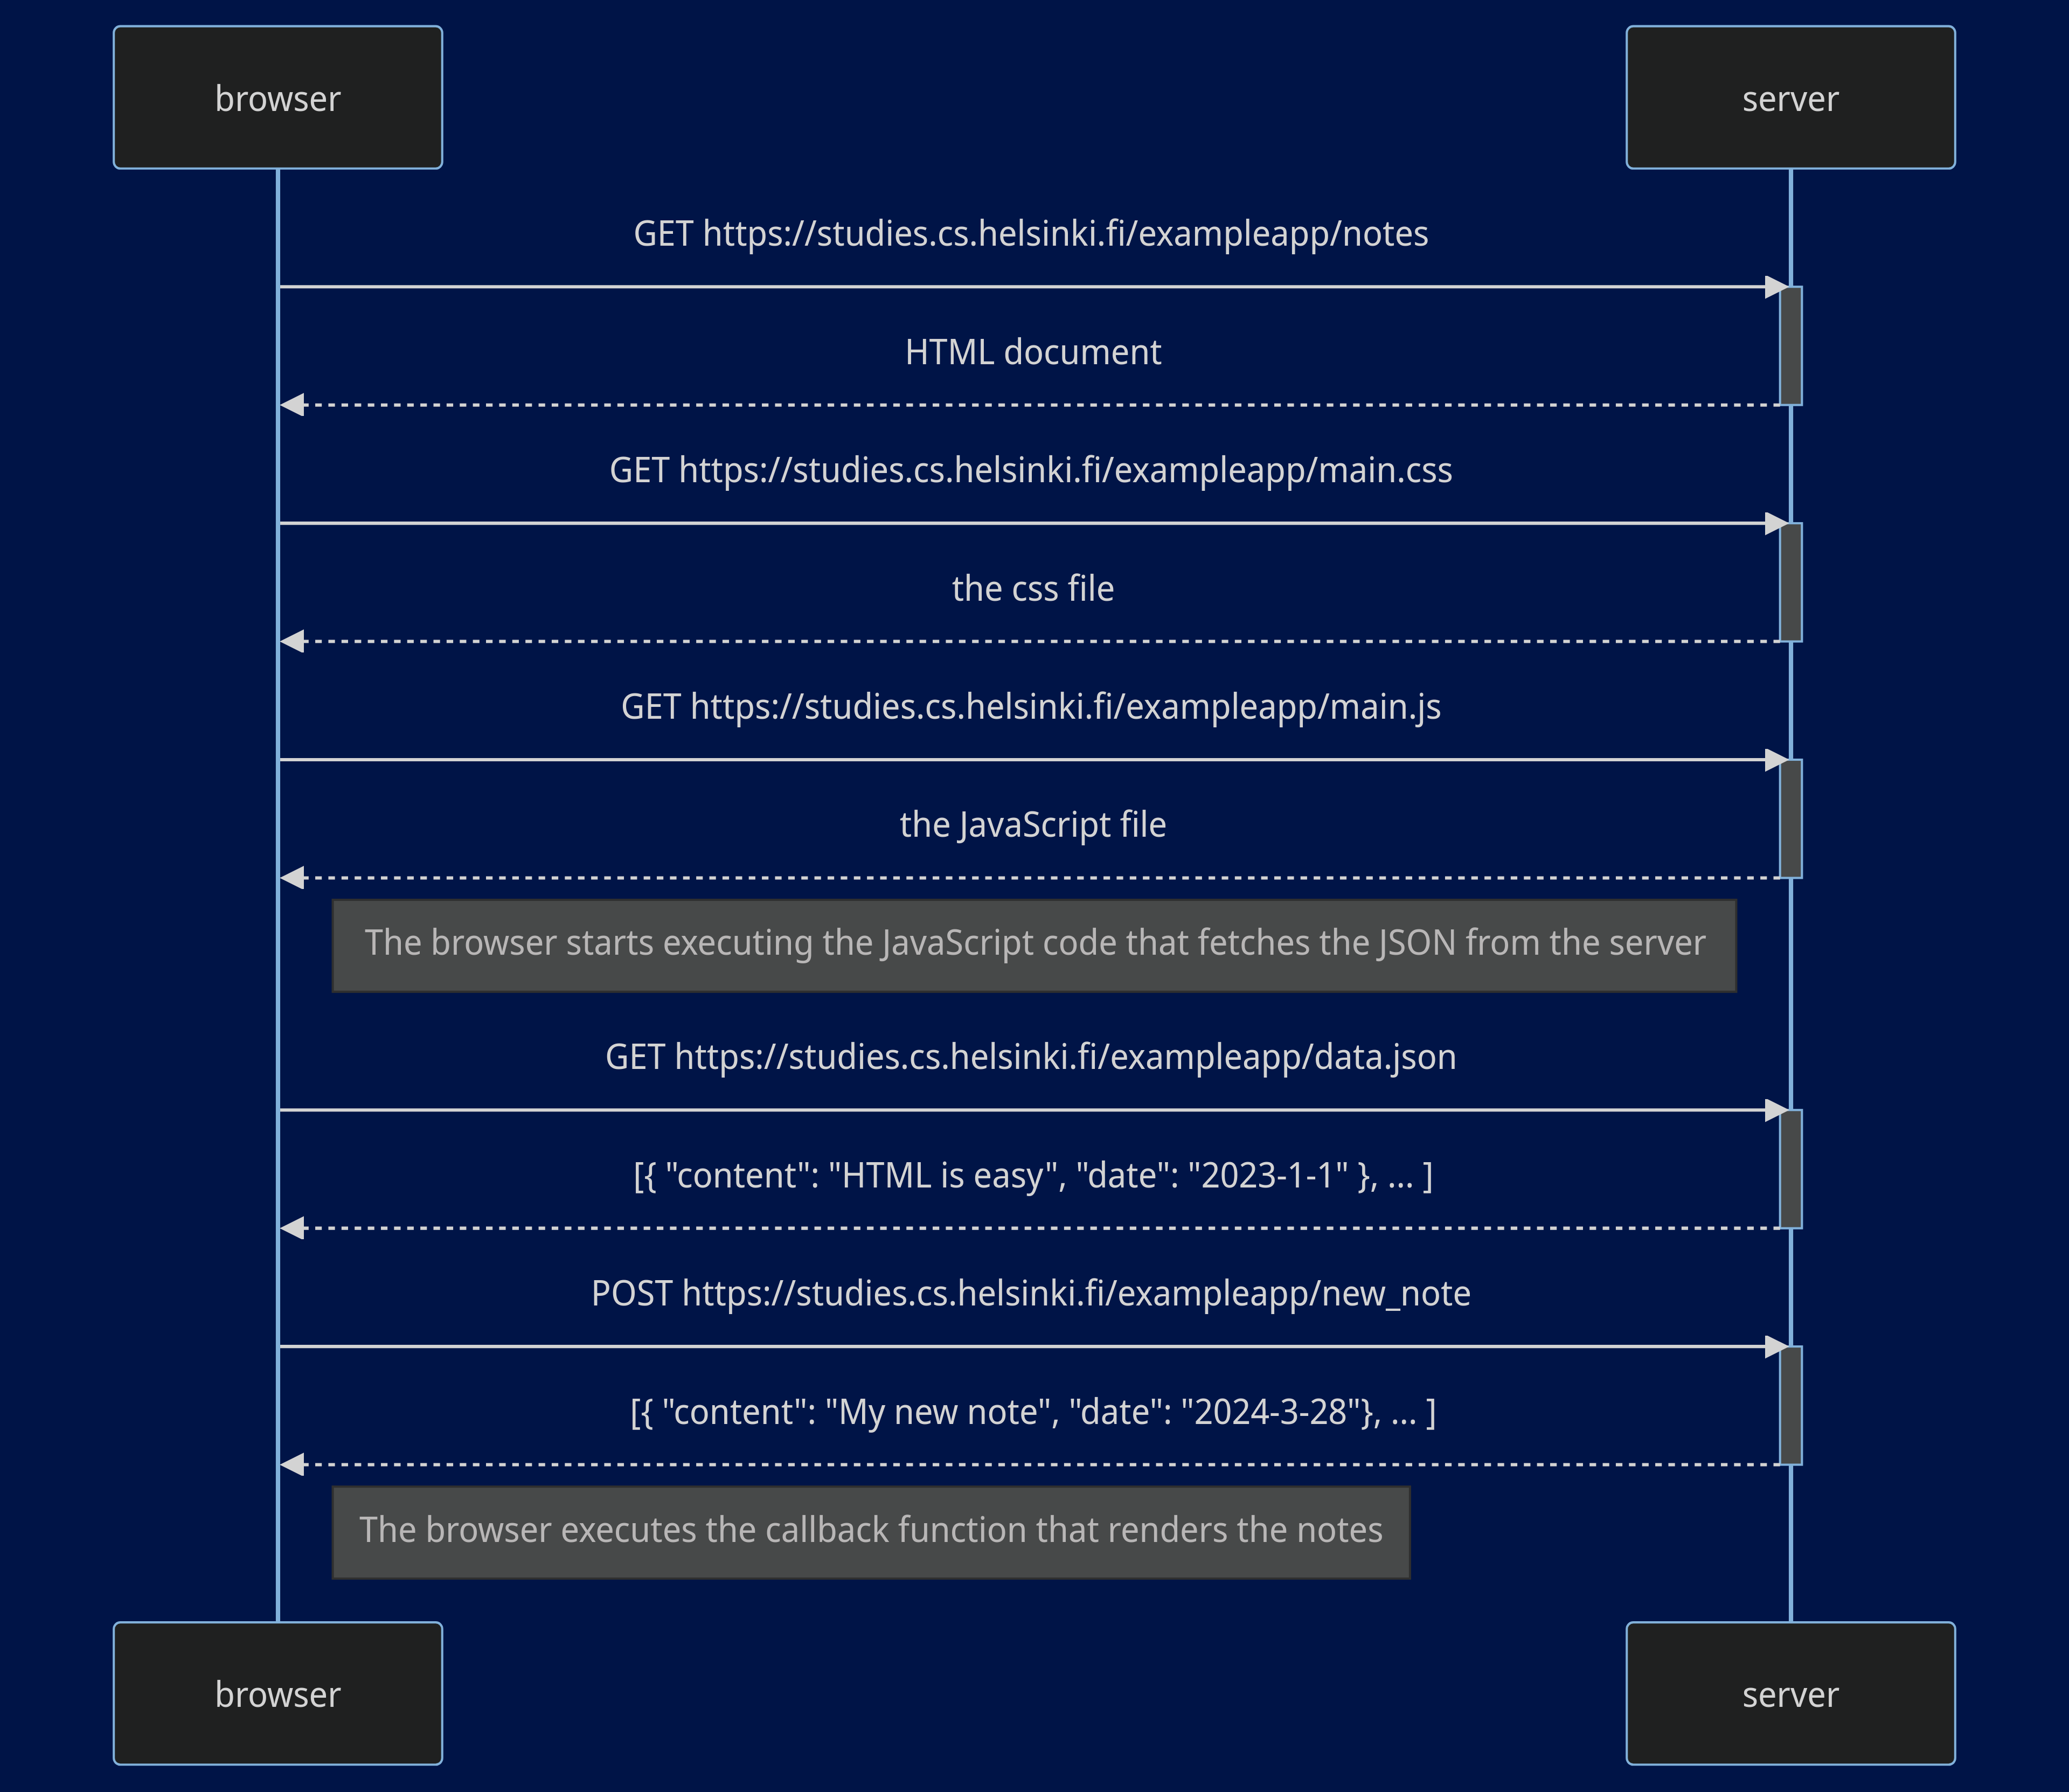 browser
server
GET https://studies.cs.helsinki.fi/exampleapp/notes
HTML document
GET https://studies.cs.helsinki.fi/exampleapp/main.css
the css file
GET https://studies.cs.helsinki.fi/exampleapp/main.js
the JavaScript file
The browser starts executing the JavaScript code that fetches the JSON from the server
GET https://studies.cs.helsinki.fi/exampleapp/data.json
[{ "content": "HTML is easy", "date": "2023-1-1" }, ... ]
POST https://studies.cs.helsinki.fi/exampleapp/new_note
[{ "content": "My new note", "date": "2024-3-28"}, ... ]
The browser executes the callback function that renders the notes
browser
server